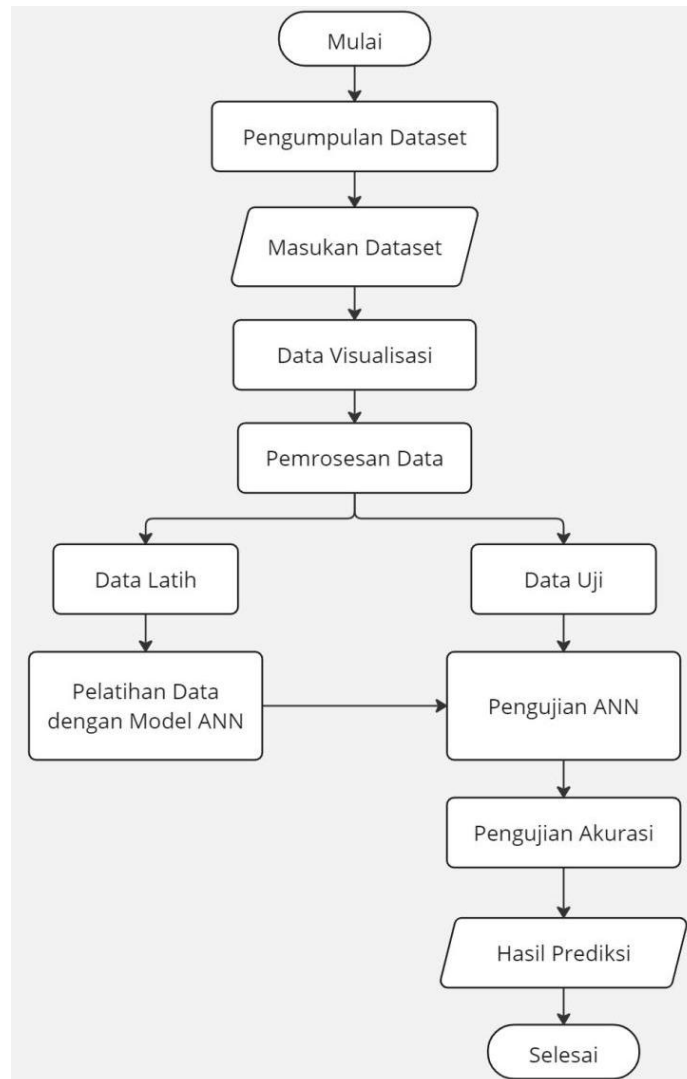 Mulai
Pengumpulan Dataset
Masukan Dataset
Data Visualisasi
Pemrosesan Data
Data Latih
Data Uji
Pelatihan Data
dengan Model ANN
Pengujian ANN
Pengujian Akurasi
Hasil Prediksi
Selesai